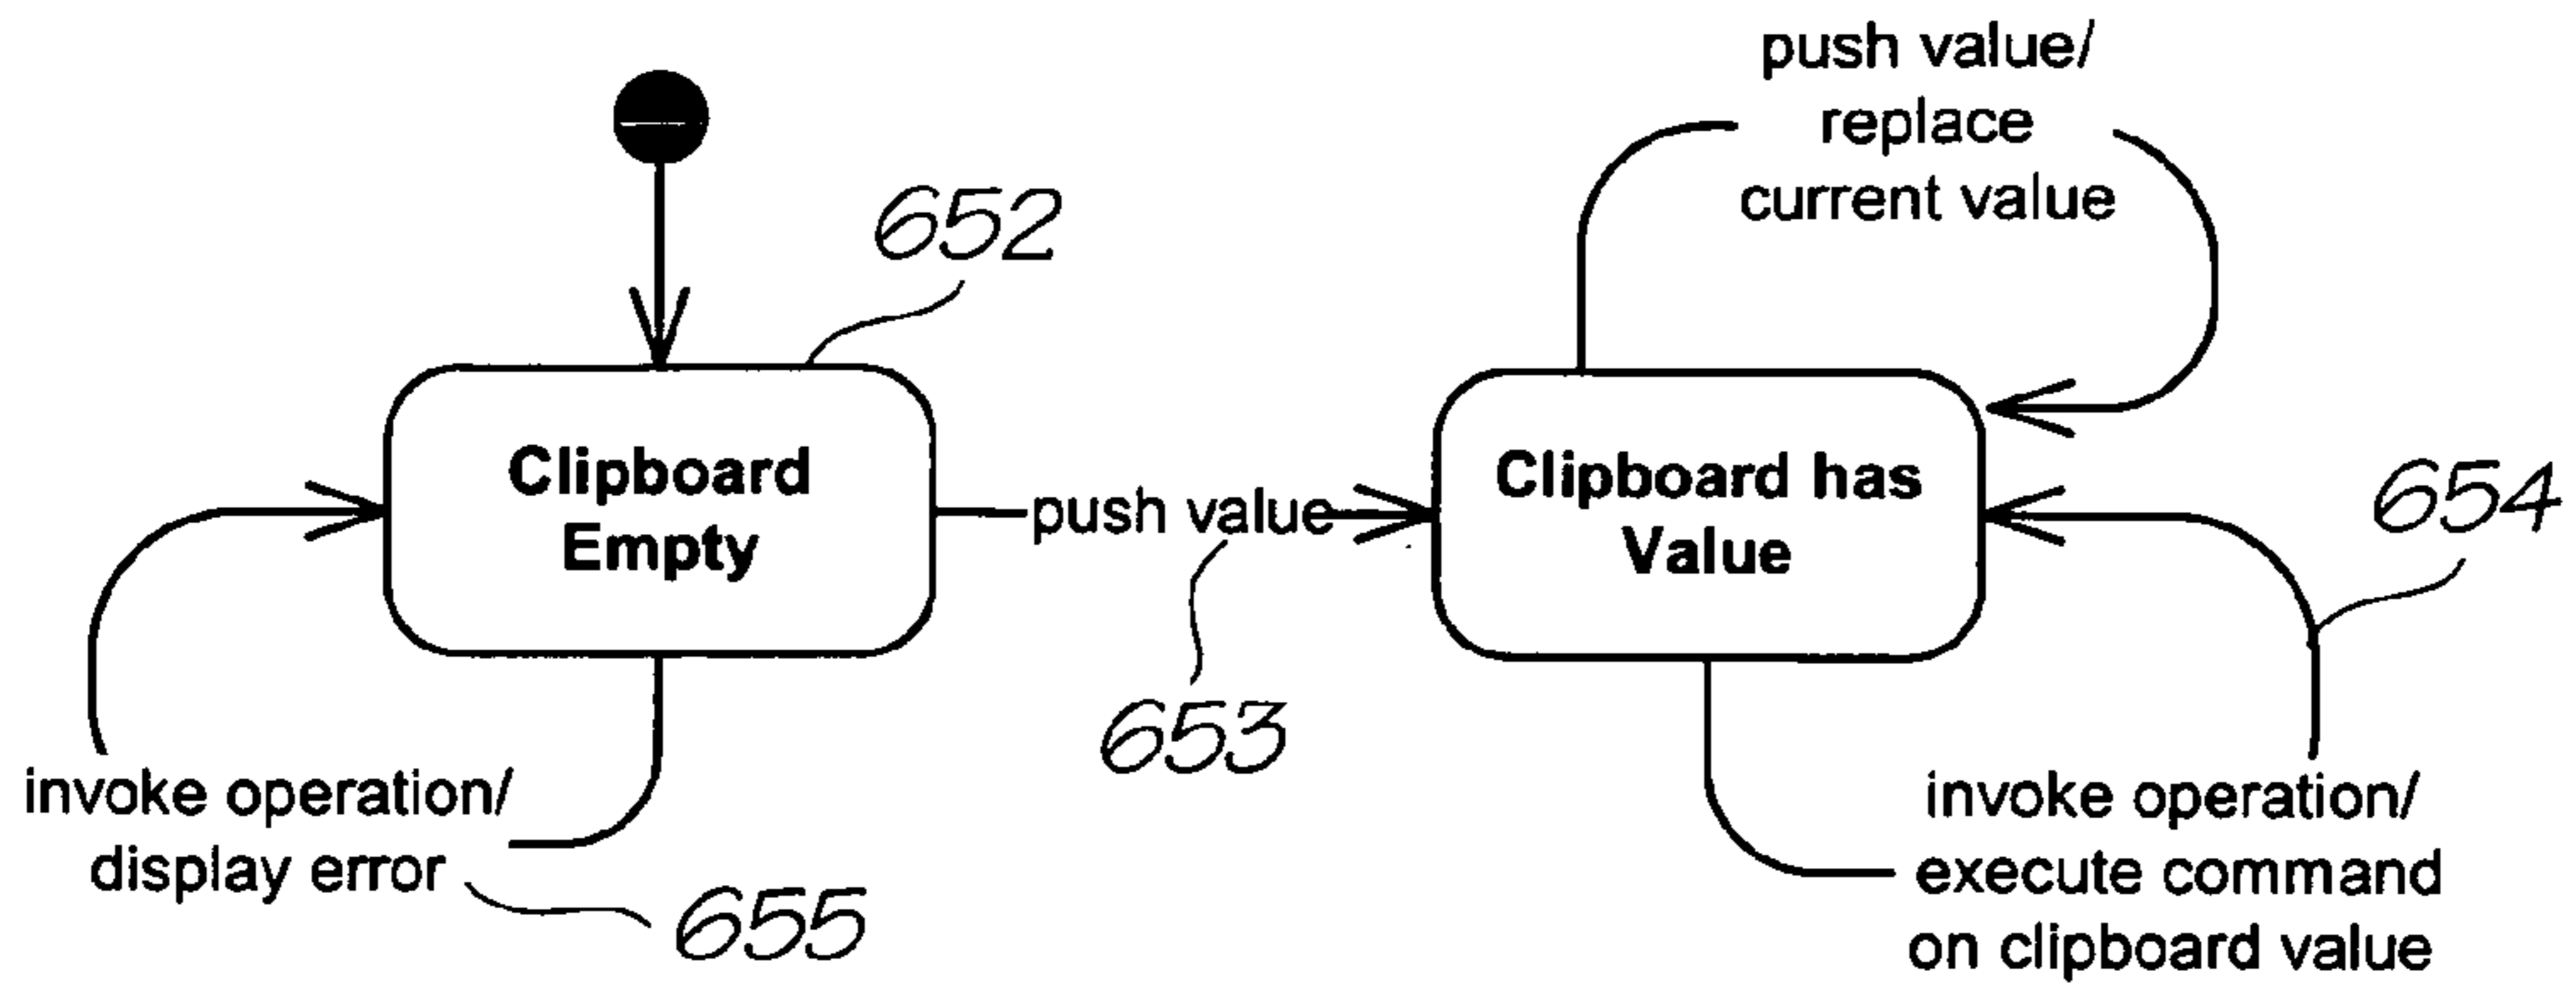 push value/
replace
current value
652
Clipboard
Empty
push value
Clipboard has
Value
654
653
invoke operation/
display error
655
invoke operation/
execute command
on clipboard value